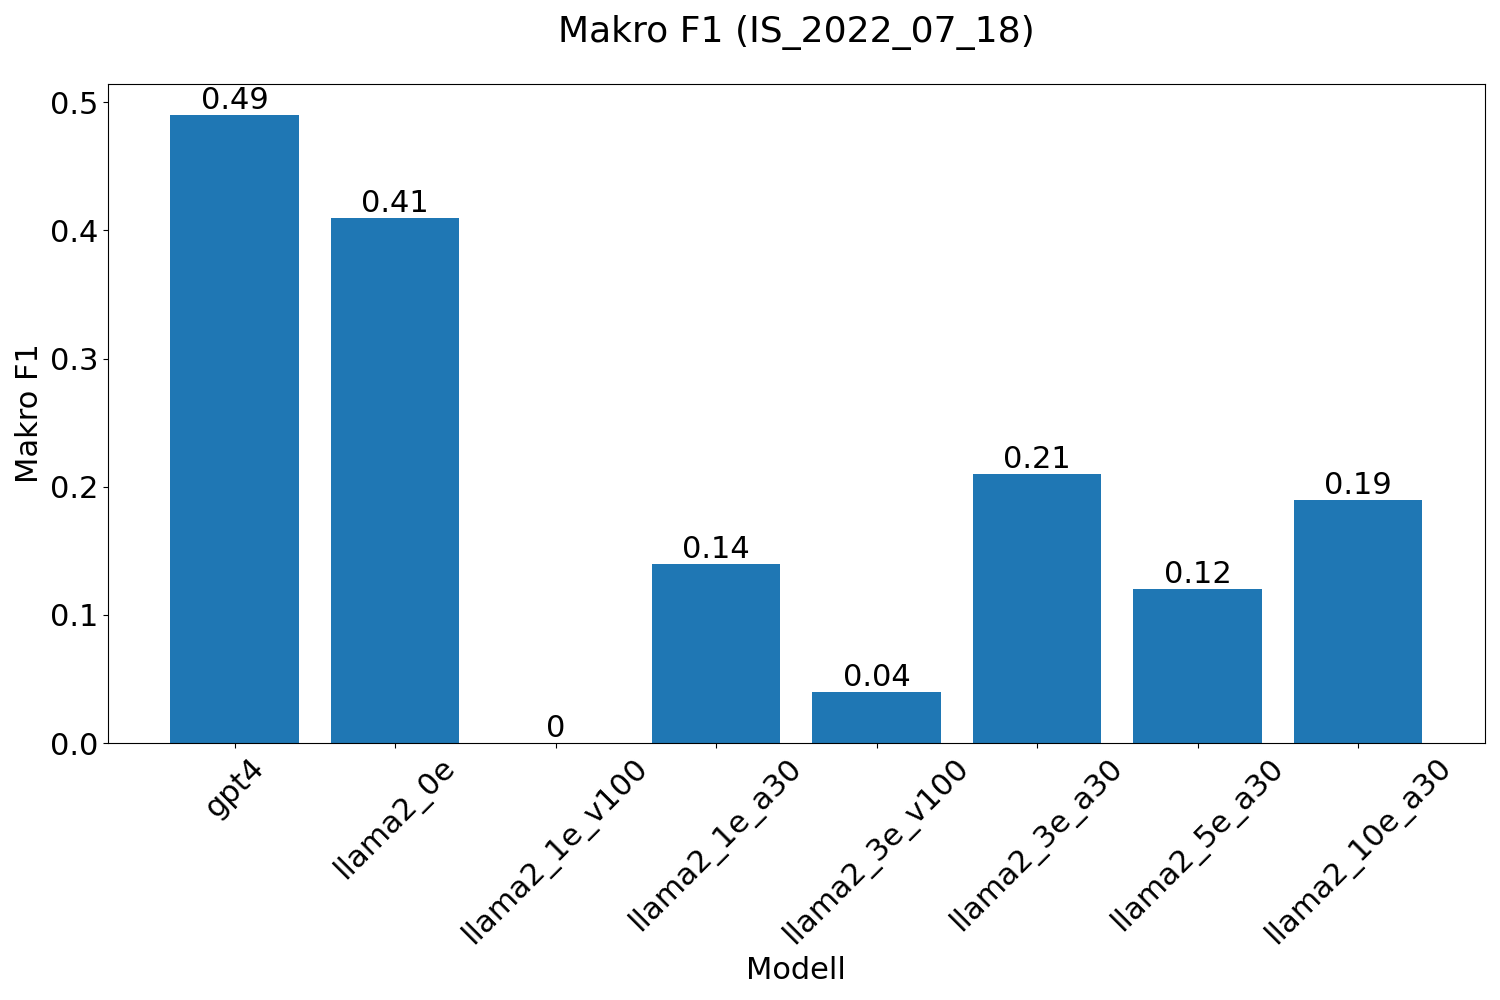 Makro F1 (IS_2022_07_18)
Makro F1
0.5
0.4
0.3
0.2
0.1
0.0
0.49
0.41
0
0.14
0.04
0.21
0.12
0.19
gpt4
llama2_0e
llama2_1e_v100
llama2_1e_a30
llama2_3e_v100
llama2_3e_a30
llama2_5e_a30
llama2_10e_a30
Modell